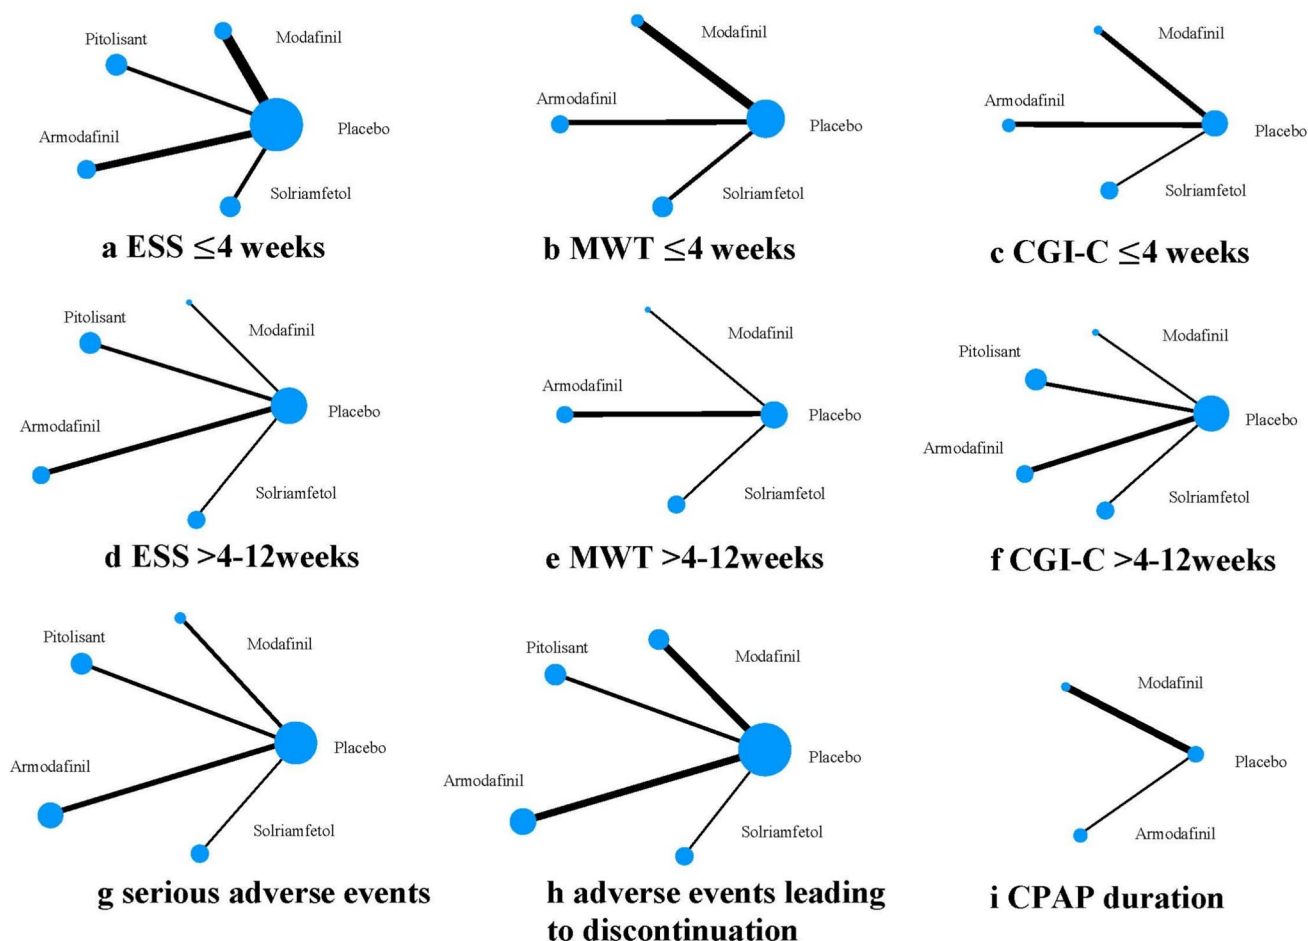 Modafinil
Pitolisant
Armodafinil
Placebo
Solriamfetol
a ESS ≤4 weeks
Modafinil
Armodafinil
Placebo
Solriamfetol
b MWT ≤4 weeks
Modafinil
Armodafinil
Placebo
Solriamfetol
c CGI-C ≤4 weeks
Pitolisant
Modafinil
Placebo
Armodafinil
Solriamfetol
d ESS >4-12weeks
Modafinil
Armodafinil
Placebo
Solriamfetol
e MWT >4-12weeks
Modafinil
Pitolisant
Placebo
Armodafinil
Solriamfetol
f CGI-C >4-12weeks
Pitolisant
Modafinil
Placebo
Armodafinil
Solriamfetol
g serious adverse events
Pitolisant
Modafinil
Placebo
Armodafinil
Solriamfetol
h adverse events leading
to discontinuation
Modafinil
Placebo
Armodafinil
i CPAP duration